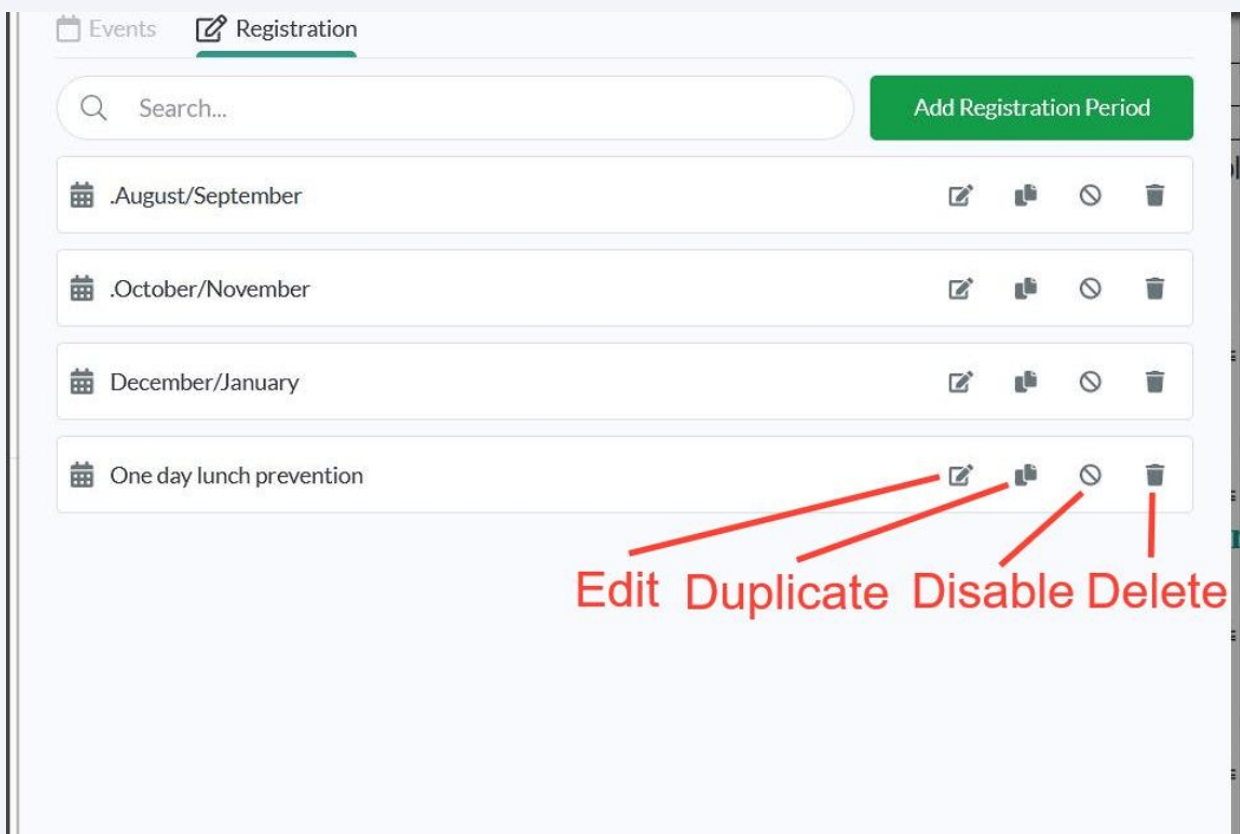 Events Registration
Search... Add Registration Period
.August/September
.October/November
December/January
One day lunch prevention
Edit Duplicate Disable Delete